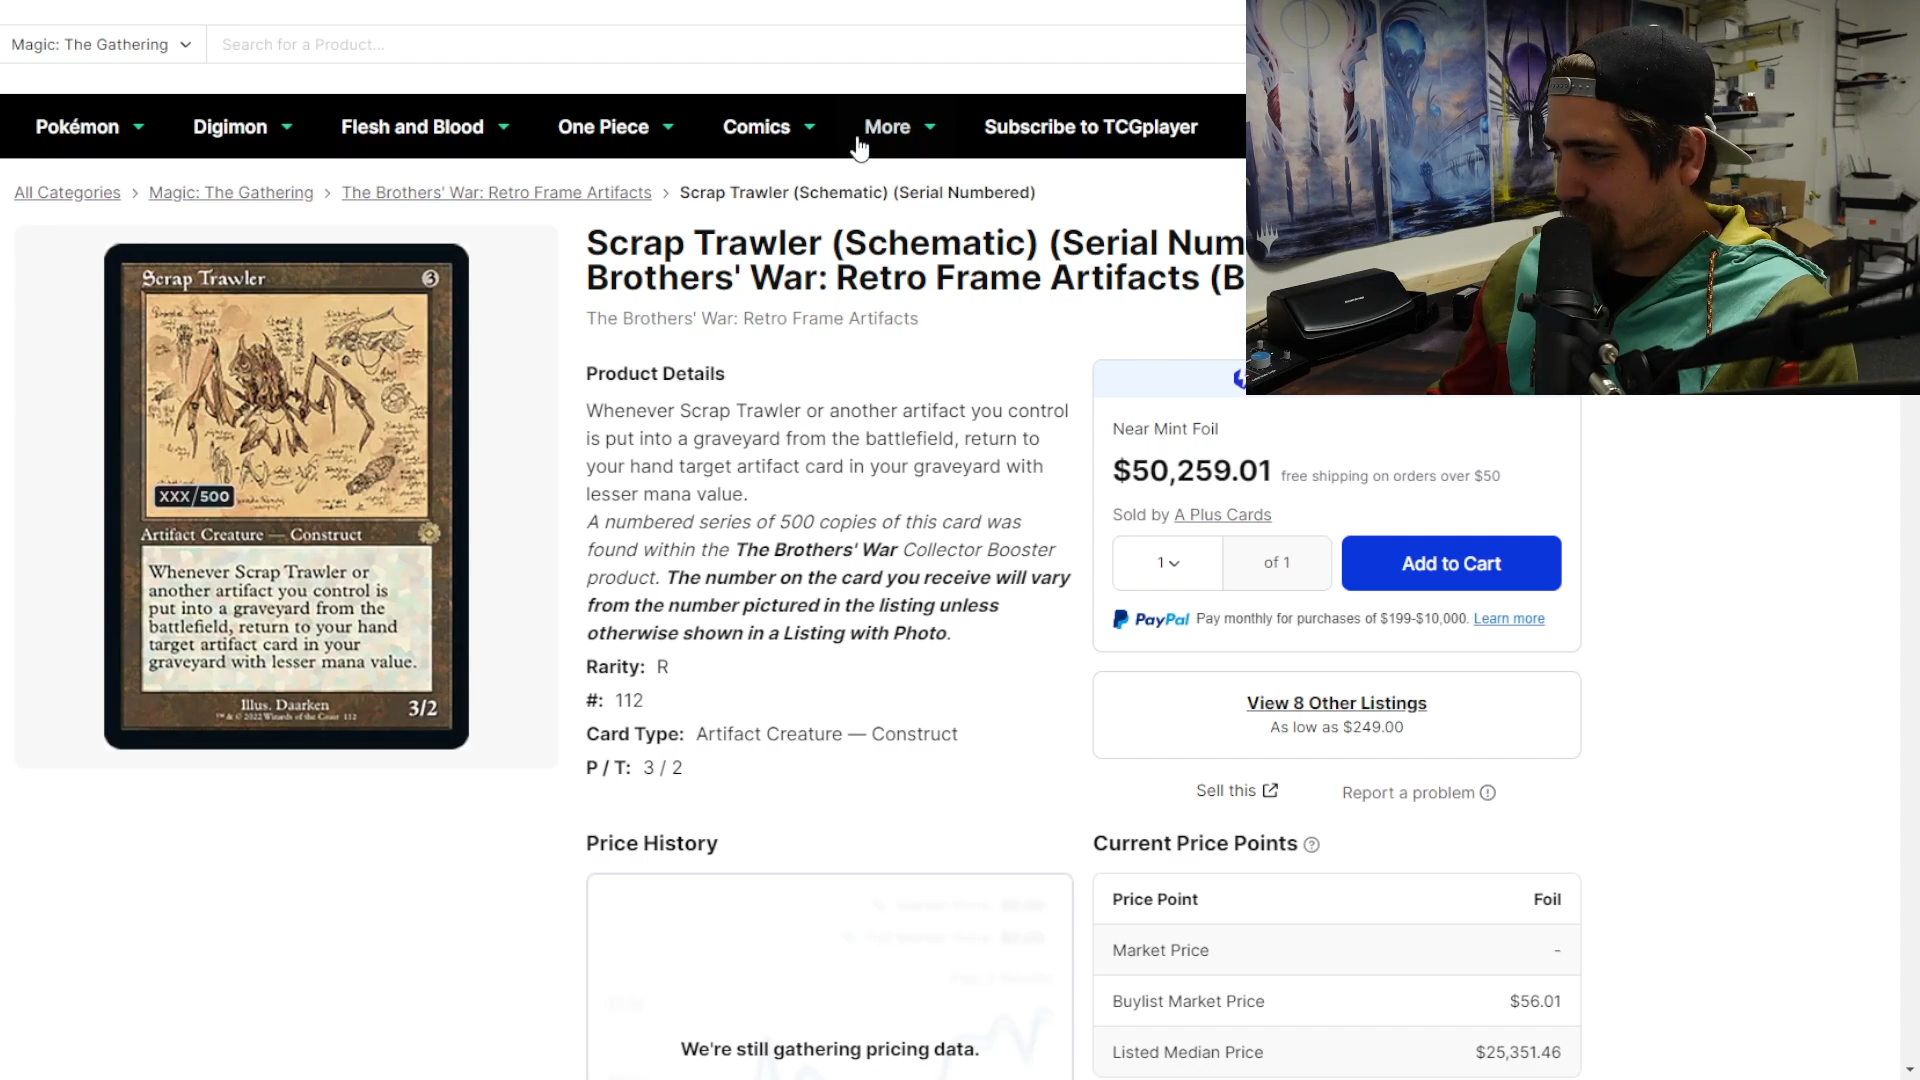 Magic: The Gathering
Search for a Product...
Pokémon
Digimon
Flesh and Blood
One Piece
Comics
More
Subscribe to TCGplayer
All Categories > Magic: The Gathering > The Brothers' War: Retro Frame Artifacts > Scrap Trawler (Schematic) (Serial Numbered)
Scrap Trawler 3
XXX/500
Artifact Creature — Construct
Whenever Scrap Trawler or
another artifact you control is
put into a graveyard from the
battlefield, return to your hand
target artifact card in your
graveyard with lesser mana value.
Illus. Daarken
™ & © 2022 Wizards of the Coast 112
3/2
Scrap Trawler (Schematic) (Serial Num
Brothers' War: Retro Frame Artifacts (B
The Brothers' War: Retro Frame Artifacts
Product Details
Whenever Scrap Trawler or another artifact you control
is put into a graveyard from the battlefield, return to
your hand target artifact card in your graveyard with
lesser mana value.
A numbered series of 500 copies of this card was
found within the The Brothers' War Collector Booster
product. The number on the card you receive will vary
from the number pictured in the listing unless
otherwise shown in a Listing with Photo.
Rarity: R
#: 112
Card Type: Artifact Creature — Construct
P / T: 3 / 2
Near Mint Foil
$50,259.01 free shipping on orders over $50
Sold by A Plus Cards
1 of 1
Add to Cart
PayPal Pay monthly for purchases of $199-$10,000. Learn more
View 8 Other Listings
As low as $249.00
Sell this
Report a problem
Price History
We're still gathering pricing data.
Current Price Points
Price Point Foil
Market Price -
Buylist Market Price $56.01
Listed Median Price $25,351.46